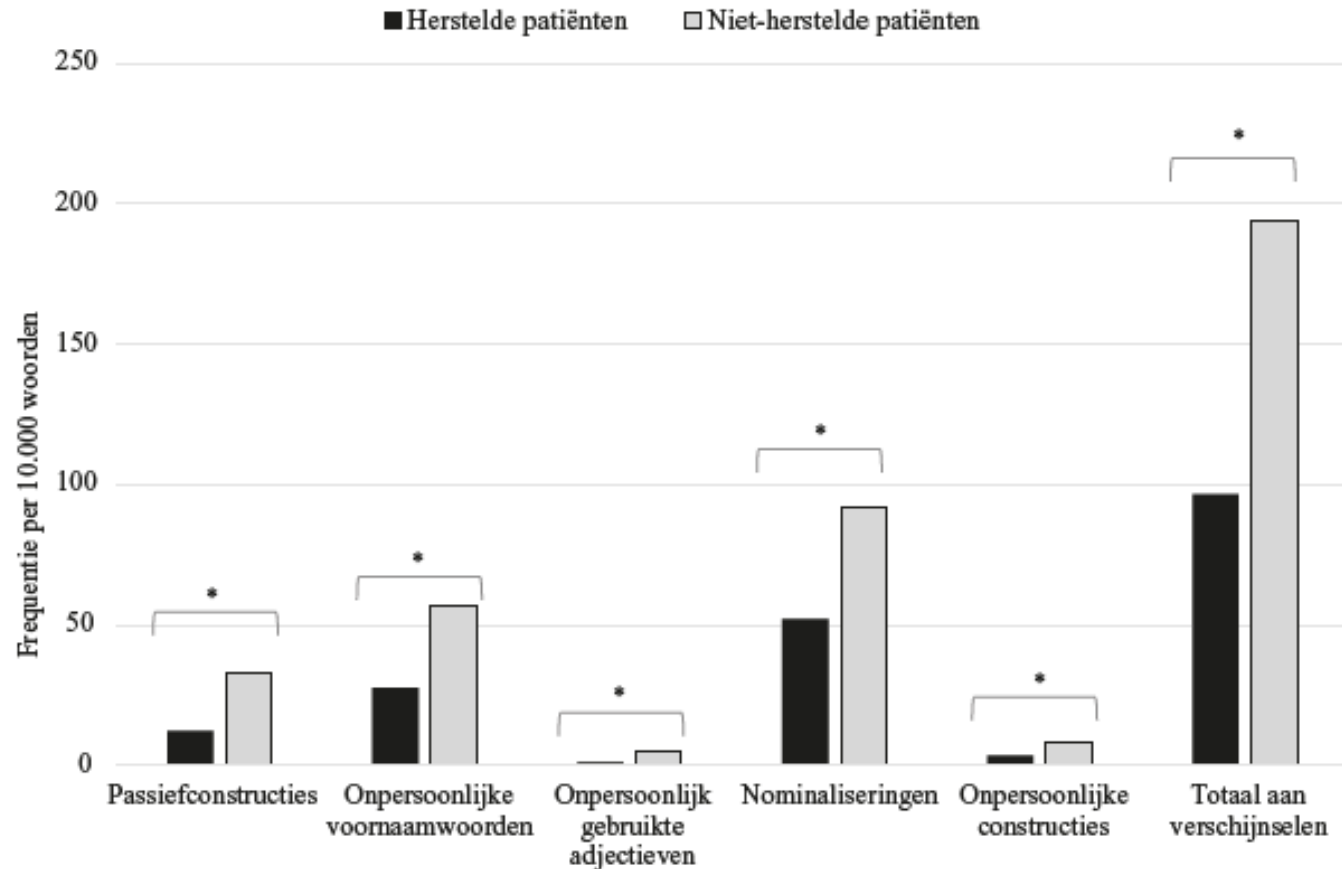 Herstelde patiënten Niet-herstelde patiënten
250
200
150
100
50
0
Frequentie per 10.000 woorden
*
*
*
*
*
*
Passiefconstructies
Onpersoonlijke
voornaamwoorden
Onpersoonlijk
gebruikte
adjectieven
Nominaliseringen
Onpersoonlijke
constructies
Totaal aan
verschijnselen